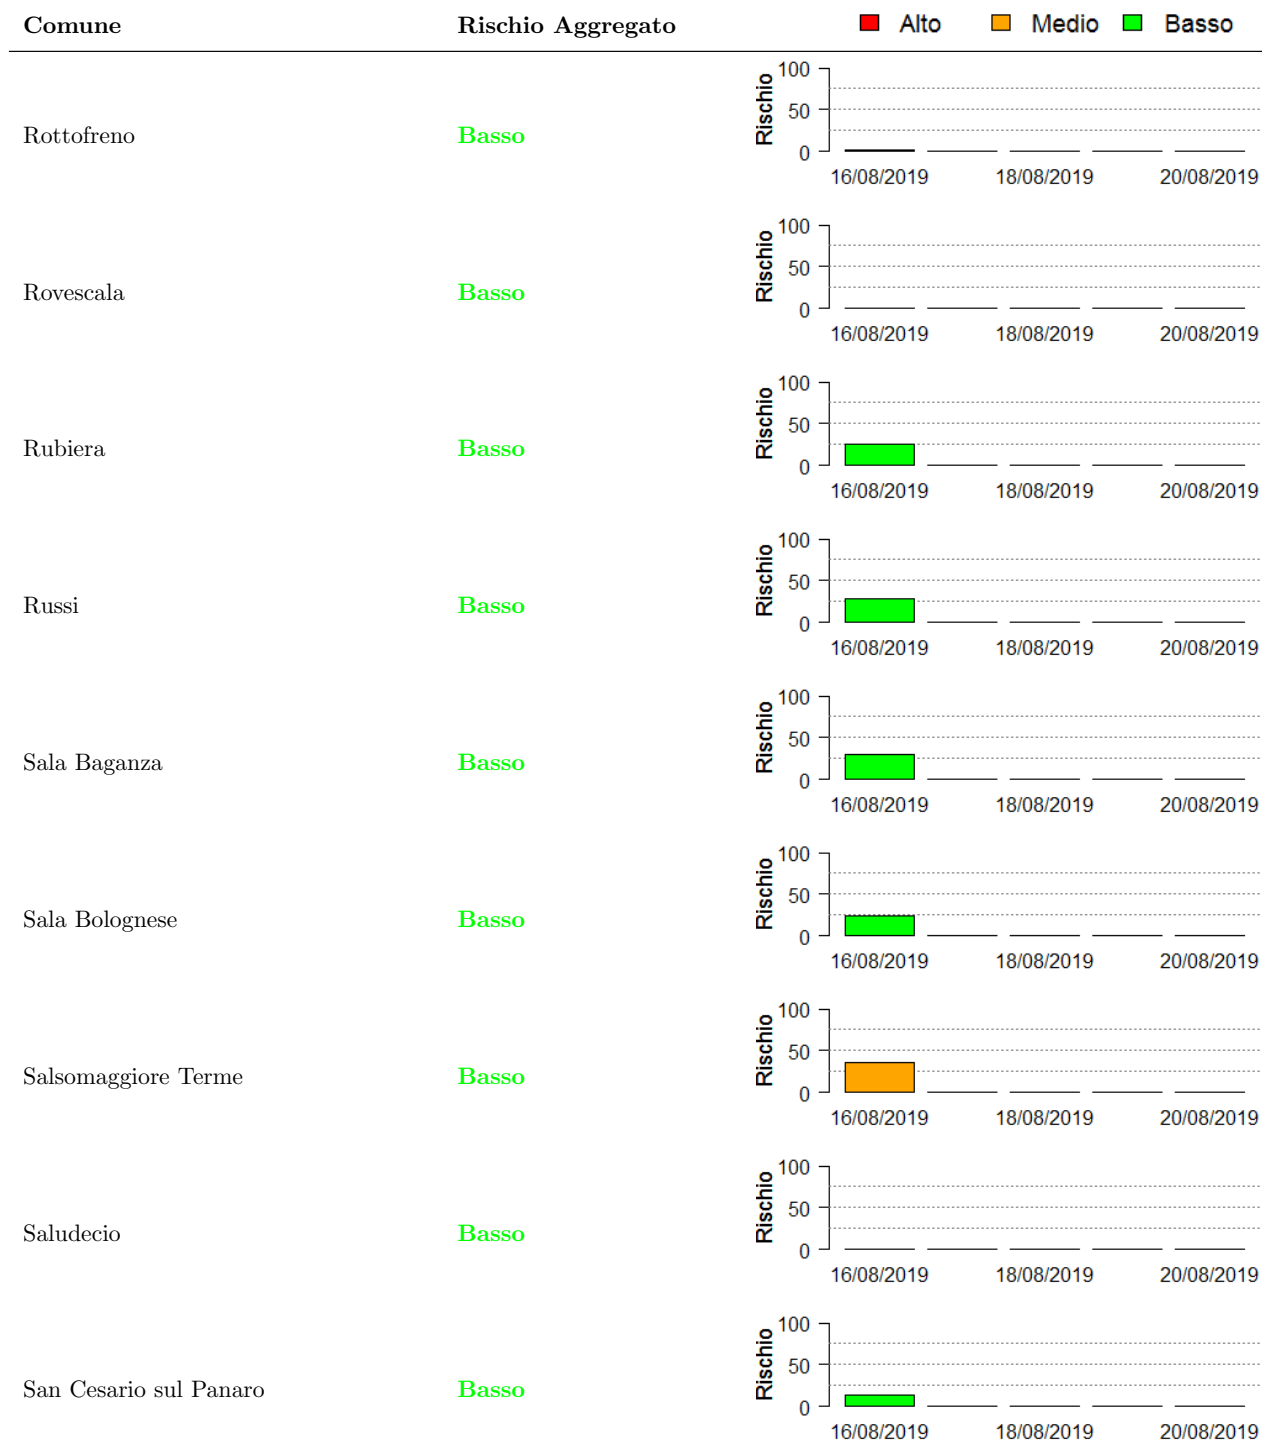 Comune Rischio Aggregato Alto Medio Basso
Rottofreno Basso
Rischio
100
50
0
16/08/2019 18/08/2019 20/08/2019
Rovescala Basso
Rischio
100
50
0
16/08/2019 18/08/2019 20/08/2019
Rubiera Basso
Rischio
100
50
0
16/08/2019 18/08/2019 20/08/2019
Russi Basso
Rischio
100
50
0
16/08/2019 18/08/2019 20/08/2019
Sala Baganza Basso
Rischio
100
50
0
16/08/2019 18/08/2019 20/08/2019
Sala Bolognese Basso
Rischio
100
50
0
16/08/2019 18/08/2019 20/08/2019
Salsomaggiore Terme Basso
Rischio
100
50
0
16/08/2019 18/08/2019 20/08/2019
Saludecio Basso
Rischio
100
50
0
16/08/2019 18/08/2019 20/08/2019
San Cesario sul Panaro Basso
Rischio
100
50
0
16/08/2019 18/08/2019 20/08/2019